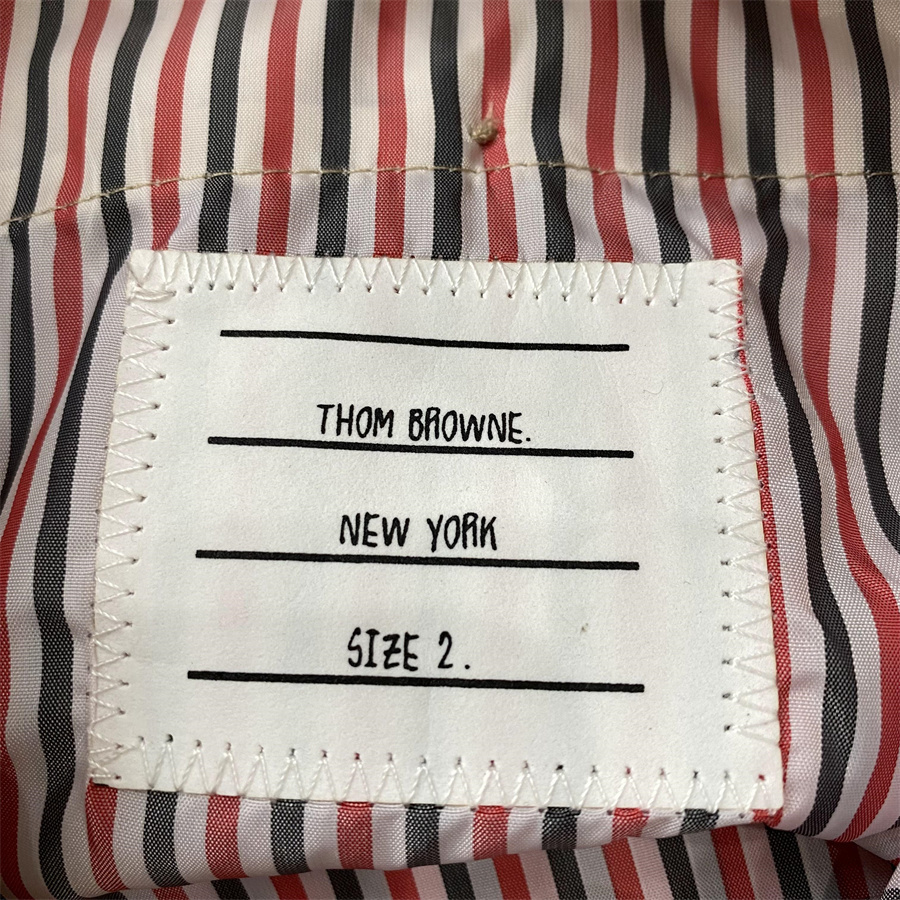 THOM BROWNE.
NEW YORK
SIZE 2.